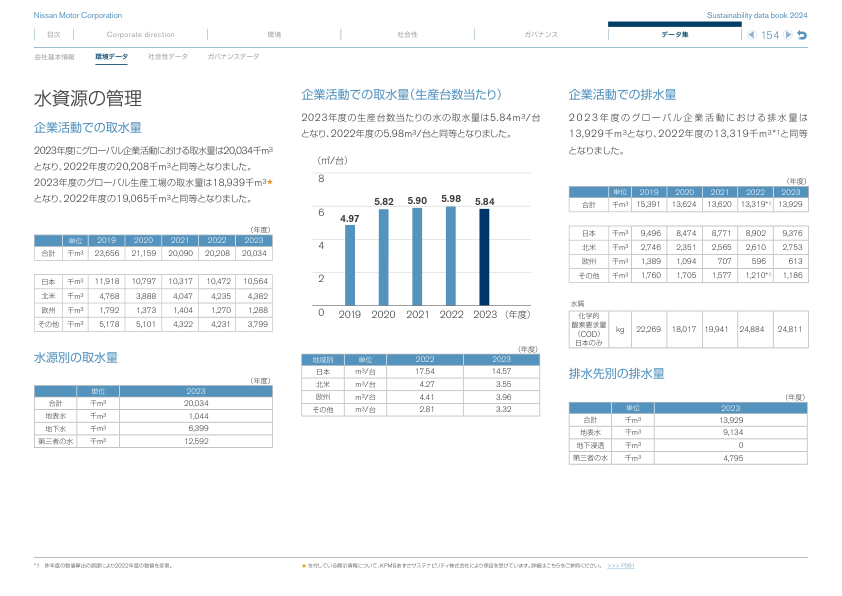 Nissan Motor Corporation
Sustainability data book 2024
目次 Corporate direction 環境 社会性 ガバナンス データ集 154
会社基本情報 環境データ 社会性データ ガバナンスデータ
水資源の管理
企業活動での取水量
2023年度にグローバル企業活動における取水量は20,034千m³
となり、2022年度の20,208千m³と同等となりました。
2023年度のグローバル生産工場の取水量は18,939千m³★
となり、2022年度の19,065千m³と同等となりました。
(年度)
単位 2019 2020 2021 2022 2023
合計 千m³ 23,656 21,159 20,090 20,208 20,034
日本 千m³ 11,918 10,797 10,317 10,472 10,564
北米 千m³ 4,768 3,888 4,047 4,235 4,382
欧州 千m³ 1,792 1,373 1,404 1,270 1,288
その他 千m³ 5,178 5,101 4,322 4,231 3,799
水源別の取水量
(年度)
単位 2023
合計 千m³ 20,034
地表水 千m³ 1,044
地下水 千m³ 6,399
第三者の水 千m³ 12,592
企業活動での取水量(生産台数当たり)
2023年度の生産台数当たりの水の取水量は5.84m³/台
となり、2022年度の5.98m³/台と同等となりました。
(㎥/台)
8
6
4
2
0
4.97 5.82 5.90 5.98 5.84
2019 2020 2021 2022 2023 (年度)
(年度)
地域別 単位 2022 2023
日本 m³/台 17.54 14.57
北米 m³/台 4.27 3.55
欧州 m³/台 4.41 3.96
その他 m³/台 2.81 3.32
企業活動での排水量
2023年度のグローバル企業活動における排水量は
13,929千m³となり、2022年度の13,319千m³*¹と同等
となりました。
(年度)
単位 2019 2020 2021 2022 2023
合計 千m³ 15,391 13,624 13,620 13,319*¹ 13,929
日本 千m³ 9,496 8,474 8,771 8,902 9,376
北米 千m³ 2,746 2,351 2,565 2,610 2,753
欧州 千m³ 1,389 1,094 707 596 613
その他 千m³ 1,760 1,705 1,577 1,210*¹ 1,186
水質
化学的
酸素要求量
(COD)
日本のみ
kg 22,269 18,017 19,941 24,884 24,811
排水先別の排水量
(年度)
単位 2023
合計 千m³ 13,929
地表水 千m³ 9,134
地下浸透 千m³ 0
第三者の水 千m³ 4,795
*1 昨年度の数値算出の誤謬により2022年度の数値を変更。
★ を付している開示情報について、KPMGあずさサステナビリティ株式会社により保証を受けています。詳細はこちらをご参照ください。 >>> P061